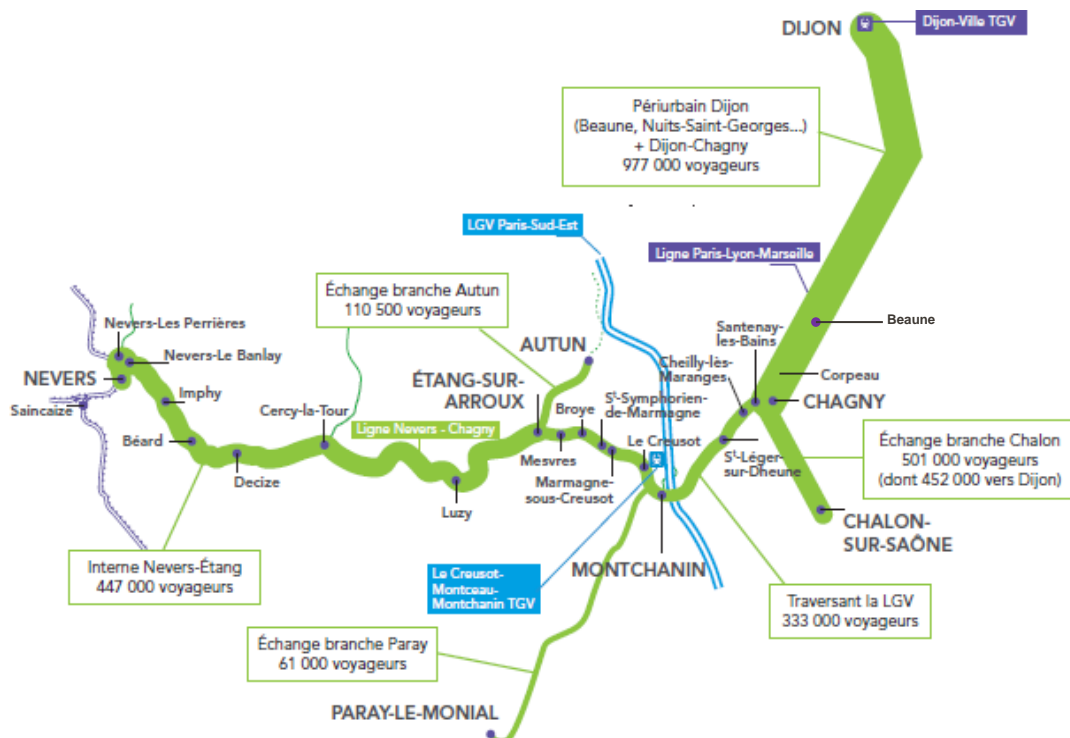 DIJON
Dijon-Ville TGV
Périurbain Dijon
(Beaune, Nuits-Saint-Georges...)
+ Dijon-Chagny
977 000 voyageurs
LGV Paris-Sud-Est
Ligne Paris-Lyon-Marseille
Échange branche Autun
110 500 voyageurs
Nevers-Les Perrières
Nevers-Le Banlay
NEVERS
Saincaize
Imphy
Béard
Decize
Cercy-la-Tour
Ligne Nevers - Chagny
Luzy
AUTUN
ÉTANG-SUR-
ARROUX
Mesvres
Broye
St-Symphorien-
de-Marmagne
Marmagne-
sous-Creusot
Le Creusot
Santenay-
les-Bains
Cheilly-lès-
Maranges
Beaune
Corpeau
CHAGNY
St-Léger-
sur-Dheune
Échange branche Chalon
501 000 voyageurs
(dont 452 000 vers Dijon)
CHALON-
SUR-SAÔNE
MONTCHANIN
Interne Nevers-Étang
447 000 voyageurs
Le Creusot-
Montceau-
Montchanin TGV
Traversant la LGV
333 000 voyageurs
Échange branche Paray
61 000 voyageurs
PARAY-LE-MONIAL